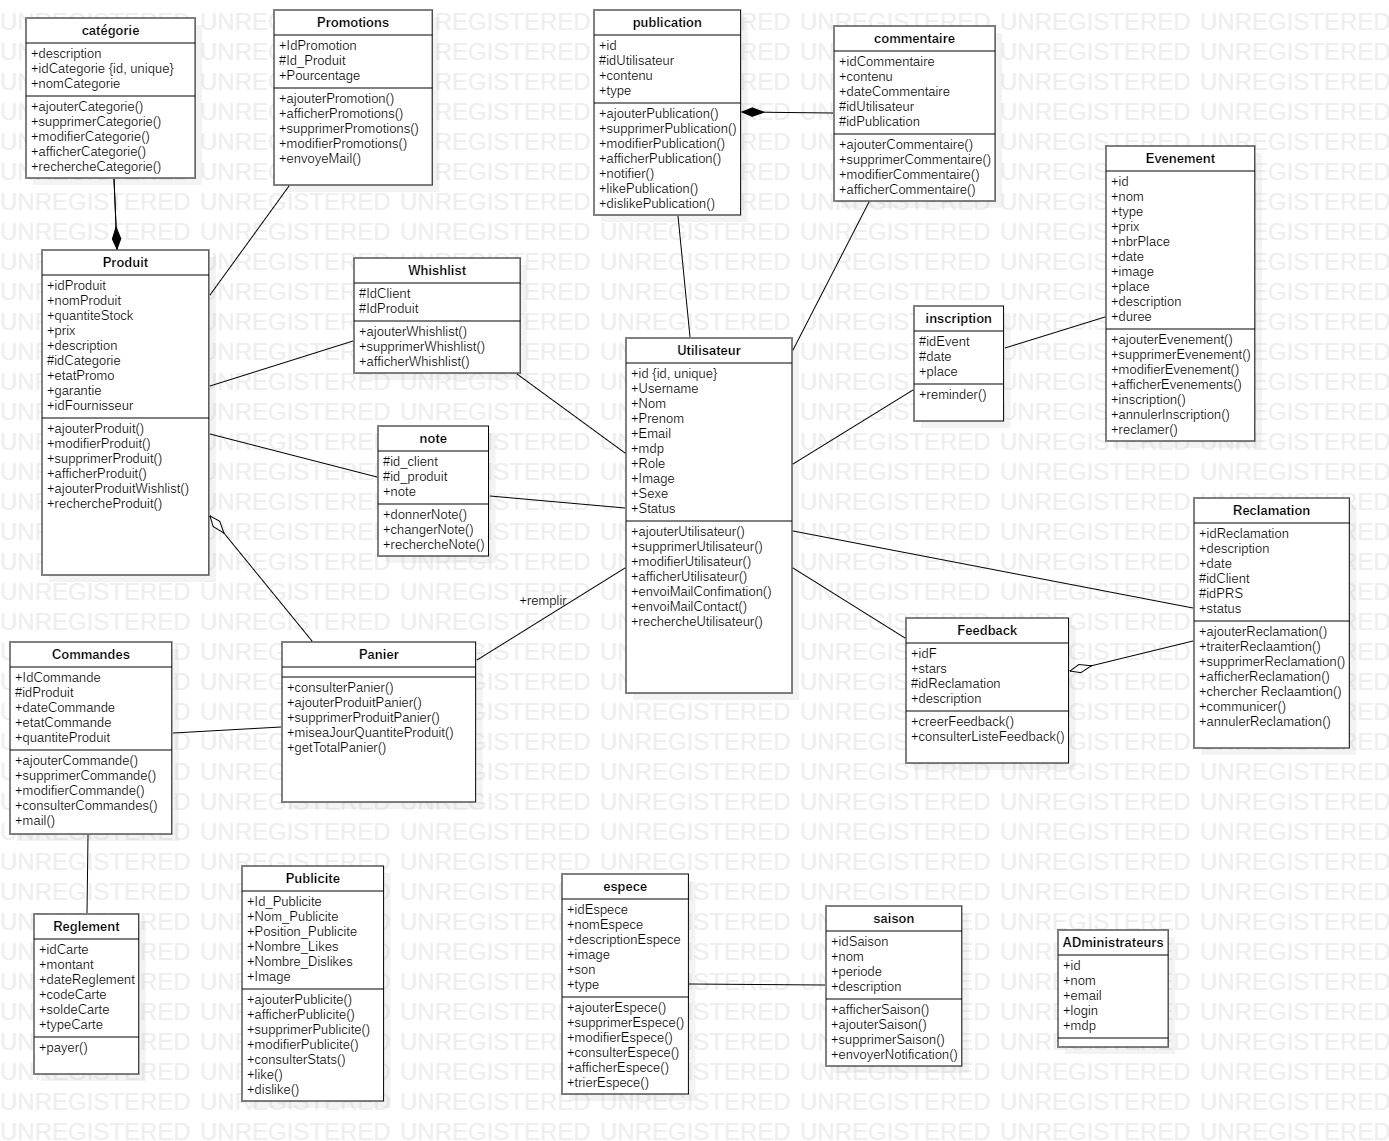 catégorie
+description
+idCategorie {id, unique}
+nomCategorie
+ajouterCategorie()
+supprimerCategorie()
+modifierCategorie()
+afficherCategorie()
+rechercheCategorie()
Promotions
+IdPromotion
#Id_Produit
+Pourcentage
+ajouterPromotion()
+afficherPromotions()
+supprimerPromotions()
+modifierPromotions()
+envoyeMail()
publication
+id
#idUtilisateur
+contenu
+type
+ajouterPublication()
+supprimerPublication()
+modifierPublication()
+afficherPublication()
+notifier()
+likePublication()
+dislikePublication()
commentaire
+idCommentaire
+contenu
+dateCommentaire
#idUtilisateur
#idPublication
+ajouterCommentaire()
+supprimerCommentaire()
+modifierCommentaire()
+afficherCommentaire()
Evenement
+id
+nom
+type
+prix
+nbrPlace
+date
+image
+place
+description
+duree
+ajouterEvenement()
+supprimerEvenement()
+modifierEvenement()
+afficherEvenements()
+inscription()
+annulerInscription()
+reclamer()
Produit
+idProduit
+nomProduit
+quantiteStock
+prix
+description
#idCategorie
+etatPromo
+garantie
+idFournisseur
+ajouterProduit()
+modifierProduit()
+supprimerProduit()
+afficherProduit()
+ajouterProduitWishlist()
+rechercheProduit()
Whishlist
#IdClient
#IdProduit
+ajouterWhishlist()
+supprimerWhishlist()
+afficherWhishlist()
note
#id_client
#id_produit
+note
+donnerNote()
+changerNote()
+rechercheNote()
Utilisateur
+id {id, unique}
+Username
+Nom
+Prenom
+Email
+mdp
+Role
+Image
+Sexe
+Status
+ajouterUtilisateur()
+supprimerUtilisateur()
+modifierUtilisateur()
+afficherUtilisateur()
+envoiMailConfimation()
+envoiMailContact()
+rechercheUtilisateur()
inscription
#idEvent
#date
+place
+reminder()
Reclamation
+idReclamation
+description
+date
#idClient
#idPRS
+status
+ajouterReclamation()
+traiterReclaamtion()
+supprimerReclamation()
+afficherReclamation()
+chercher Reclaamtion()
+communicer()
+annulerReclamation()
+remplir
Feedback
+idF
+stars
#idReclamation
+description
+creerFeedback()
+consulterListeFeedback()
Commandes
+IdCommande
#idProduit
+dateCommande
+etatCommande
+quantiteProduit
+ajouterCommande()
+supprimerCommande()
+modifierCommande()
+consulterCommandes()
+mail()
Panier
+consulterPanier()
+ajouterProduitPanier()
+supprimerProduitPanier()
+miseaJourQuantiteProduit()
+getTotalPanier()
Reglement
+idCarte
+montant
+dateReglement
+codeCarte
+soldeCarte
+typeCarte
+payer()
Publicite
+Id_Publicite
+Nom_Publicite
+Position_Publicite
+Nombre_Likes
+Nombre_Dislikes
+Image
+ajouterPublicite()
+afficherPublicite()
+supprimerPublicite()
+modifierPublicite()
+consulterStats()
+like()
+dislike()
espece
+idEspece
+nomEspece
+descriptionEspece
+image
+son
+type
+ajouterEspece()
+supprimerEspece()
+modifierEspece()
+consulterEspece()
+afficherEspece()
+trierEspece()
saison
+idSaison
+nom
+periode
+description
+afficherSaison()
+ajouterSaison()
+supprimerSaison()
+envoyerNotification()
ADministrateurs
+id
+nom
+email
+login
+mdp
UNREGISTERED